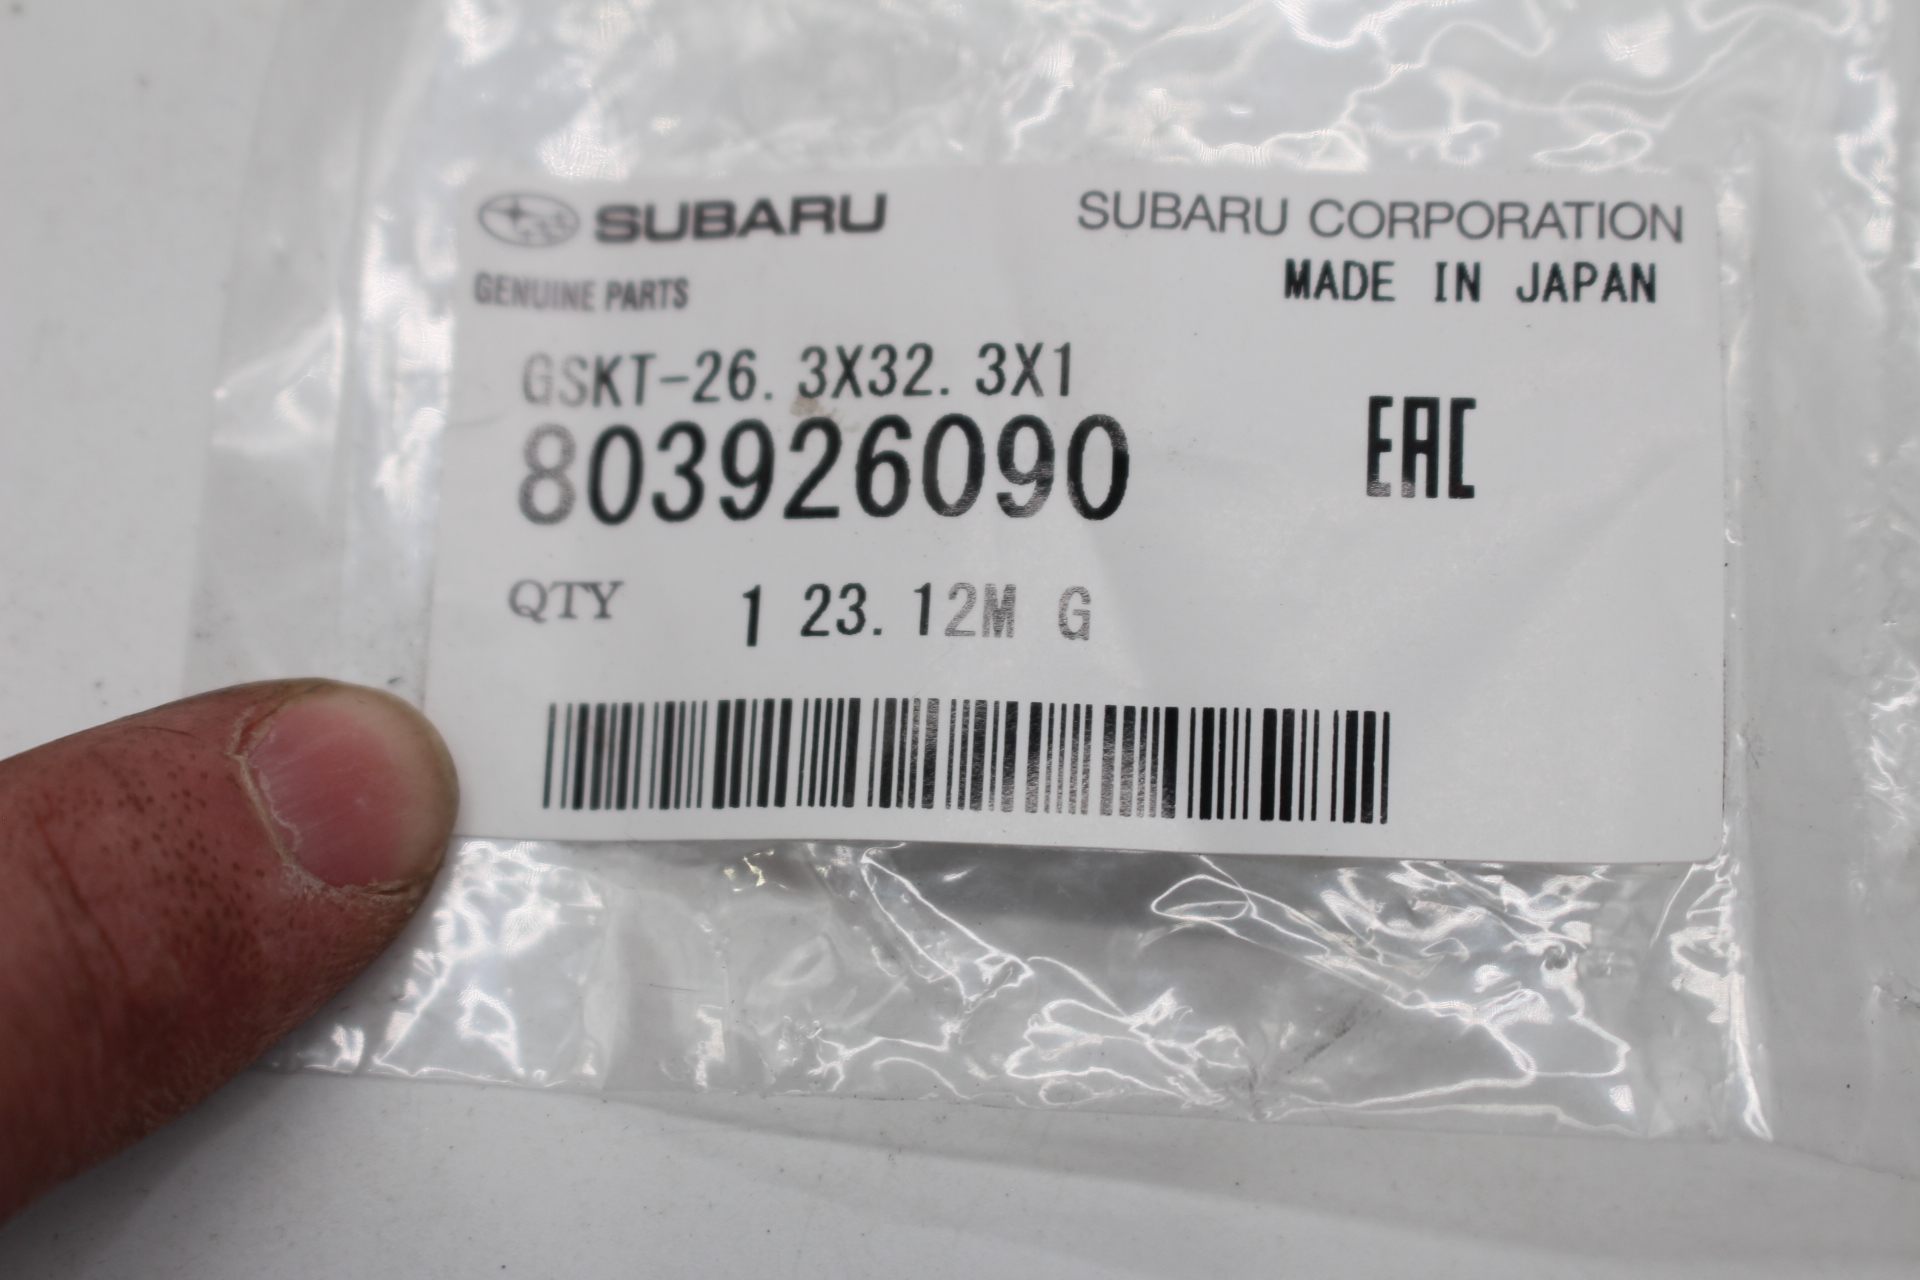 SUBARU
SUBARU CORPORATION
GENUINE PARTS
MADE IN JAPAN
GSKT-26.3X32.3X1
803926090
EAC
QTY 1 23.12M G